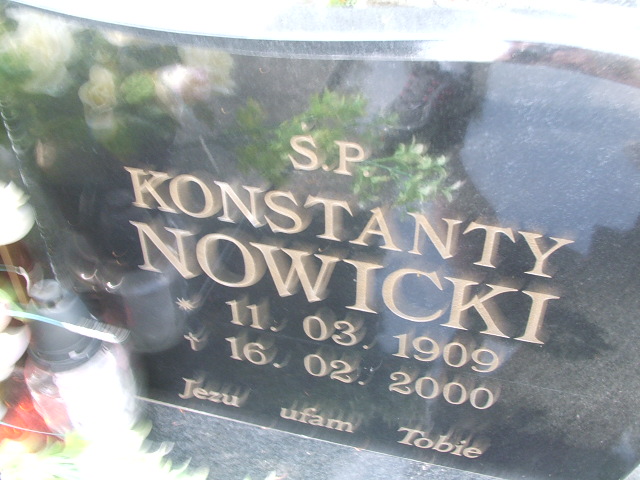 Ś.P
KONSTANTY
NOWICKI
* 11. 03. 1909
† 16. 02. 2000
Jezu ufam Tobie